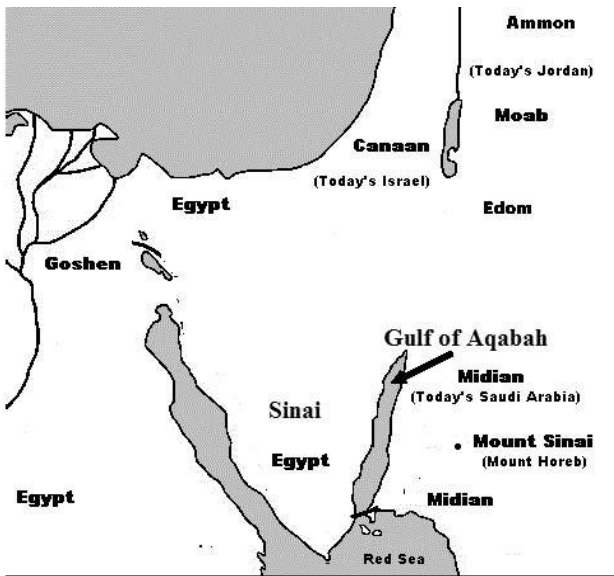 Ammon
(Today's Jordan)
Moab
Canaan
(Today's Israel)
Egypt
Edom
Goshen
Gulf of Aqabah
Midian
(Today's Saudi Arabia)
Sinai
Mount Sinai
(Mount Horeb)
Egypt
Egypt
Midian
Red Sea